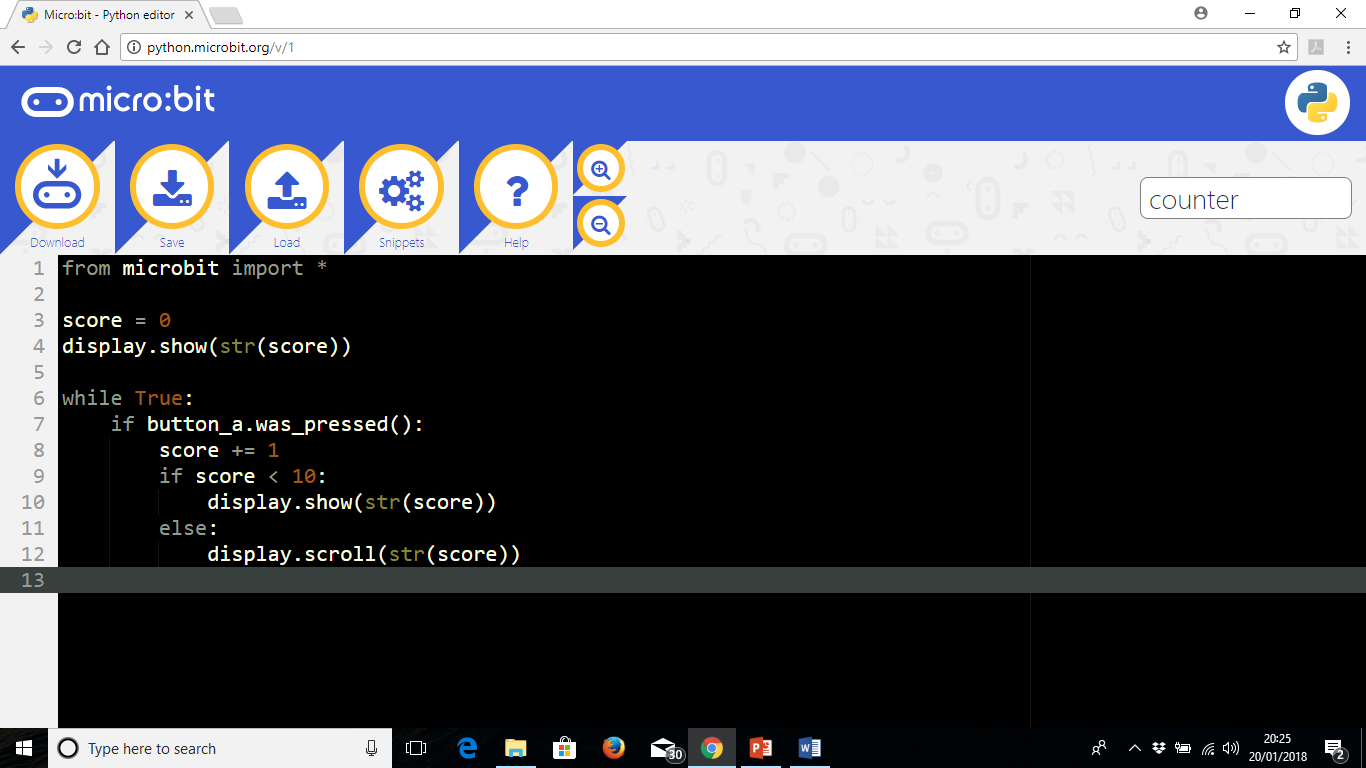 Micro:bit - Python editor
python.microbit.org/v/1
micro:bit
Download
Save
Load
Snippets
Help
counter
1 from microbit import *
2
3 score = 0
4 display.show(str(score))
5
6 while True:
7     if button_a.was_pressed():
8         score += 1
9         if score < 10:
10             display.show(str(score))
11         else:
12             display.scroll(str(score))
13
Type here to search
30
20:25
20/01/2018
2